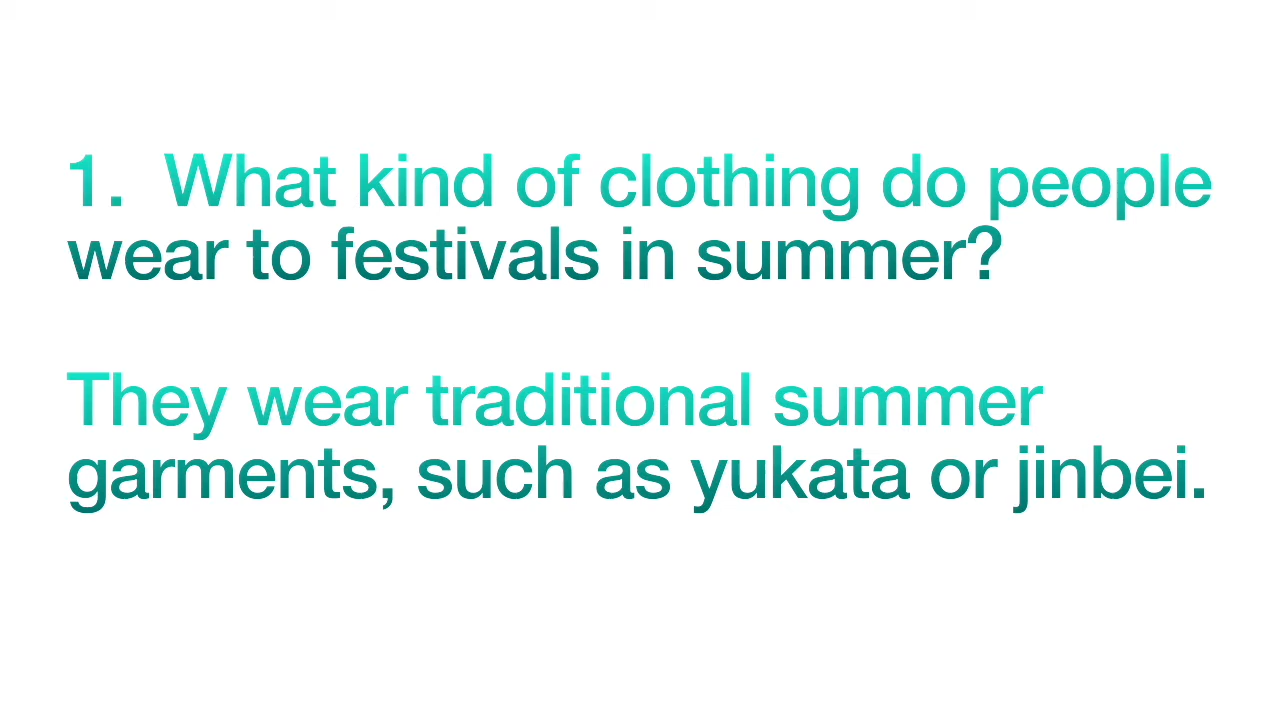 1.  What kind of clothing do people
wear to festivals in summer?
They wear traditional summer
garments, such as yukata or jinbei.